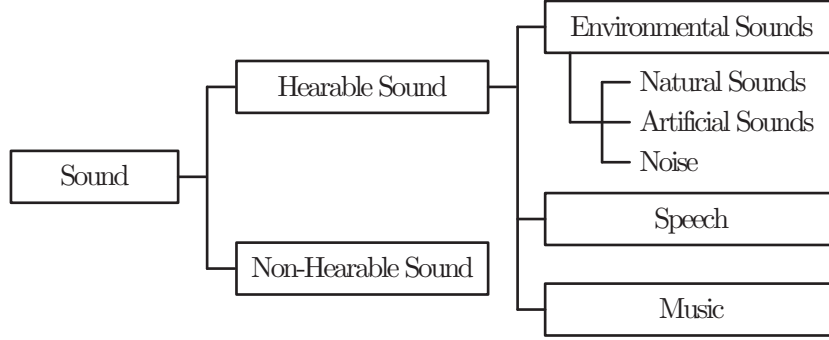 Sound
Hearable Sound
Non-Hearable Sound
Environmental Sounds
Natural Sounds
Artificial Sounds
Noise
Speech
Music